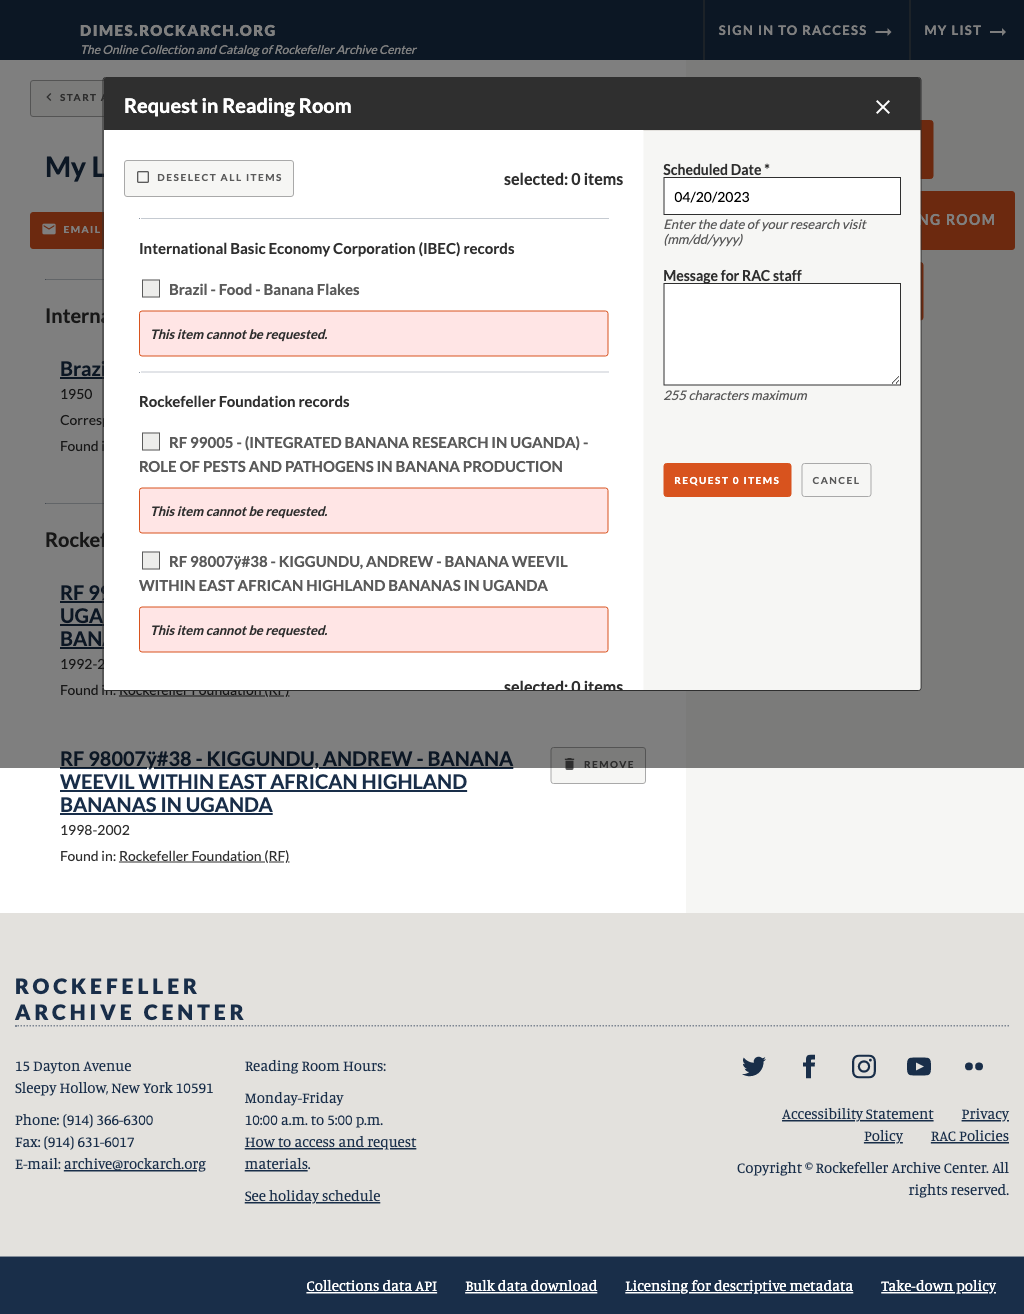 DIMES.ROCKARCH.ORG
The Online Collection and Catalog of Rockefeller Archive Center
SIGN IN TO RACCESS
MY LIST
START
My L
EMAIL
NG ROOM
Request in Reading Room
DESELECT ALL ITEMS
selected: 0 items
International Basic Economy Corporation (IBEC) records
Brazil - Food - Banana Flakes
This item cannot be requested.
Rockefeller Foundation records
RF 99005 - (INTEGRATED BANANA RESEARCH IN UGANDA) -
ROLE OF PESTS AND PATHOGENS IN BANANA PRODUCTION
This item cannot be requested.
RF 98007ÿ#38 - KIGGUNDU, ANDREW - BANANA WEEVIL
WITHIN EAST AFRICAN HIGHLAND BANANAS IN UGANDA
This item cannot be requested.
selected: 0 items
Scheduled Date *
04/20/2023
Enter the date of your research visit
(mm/dd/yyyy)
Message for RAC staff
255 characters maximum
REQUEST 0 ITEMS
CANCEL
Interna
Brazi
1950
Corresp
Found i
Rockef
RF 99
UGA
BANA
1992-2
Found in: Rockefeller Foundation (RF)
RF 98007ÿ#38 - KIGGUNDU, ANDREW - BANANA
WEEVIL WITHIN EAST AFRICAN HIGHLAND
BANANAS IN UGANDA
REMOVE
1998-2002
Found in: Rockefeller Foundation (RF)
ROCKEFELLER
ARCHIVE CENTER
15 Dayton Avenue
Sleepy Hollow, New York 10591
Phone: (914) 366-6300
Fax: (914) 631-6017
E-mail: archive@rockarch.org
Reading Room Hours:
Monday-Friday
10:00 a.m. to 5:00 p.m.
How to access and request
materials.
See holiday schedule
Accessibility Statement Privacy
Policy RAC Policies
Copyright © Rockefeller Archive Center. All
rights reserved.
Collections data API Bulk data download Licensing for descriptive metadata Take-down policy